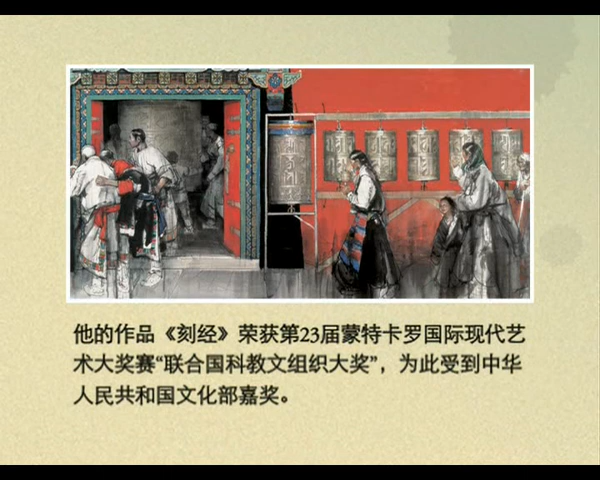 他的作品《刻经》荣获第23届蒙特卡罗国际现代艺
术大奖赛“联合国科教文组织大奖”，为此受到中华
人民共和国文化部嘉奖。